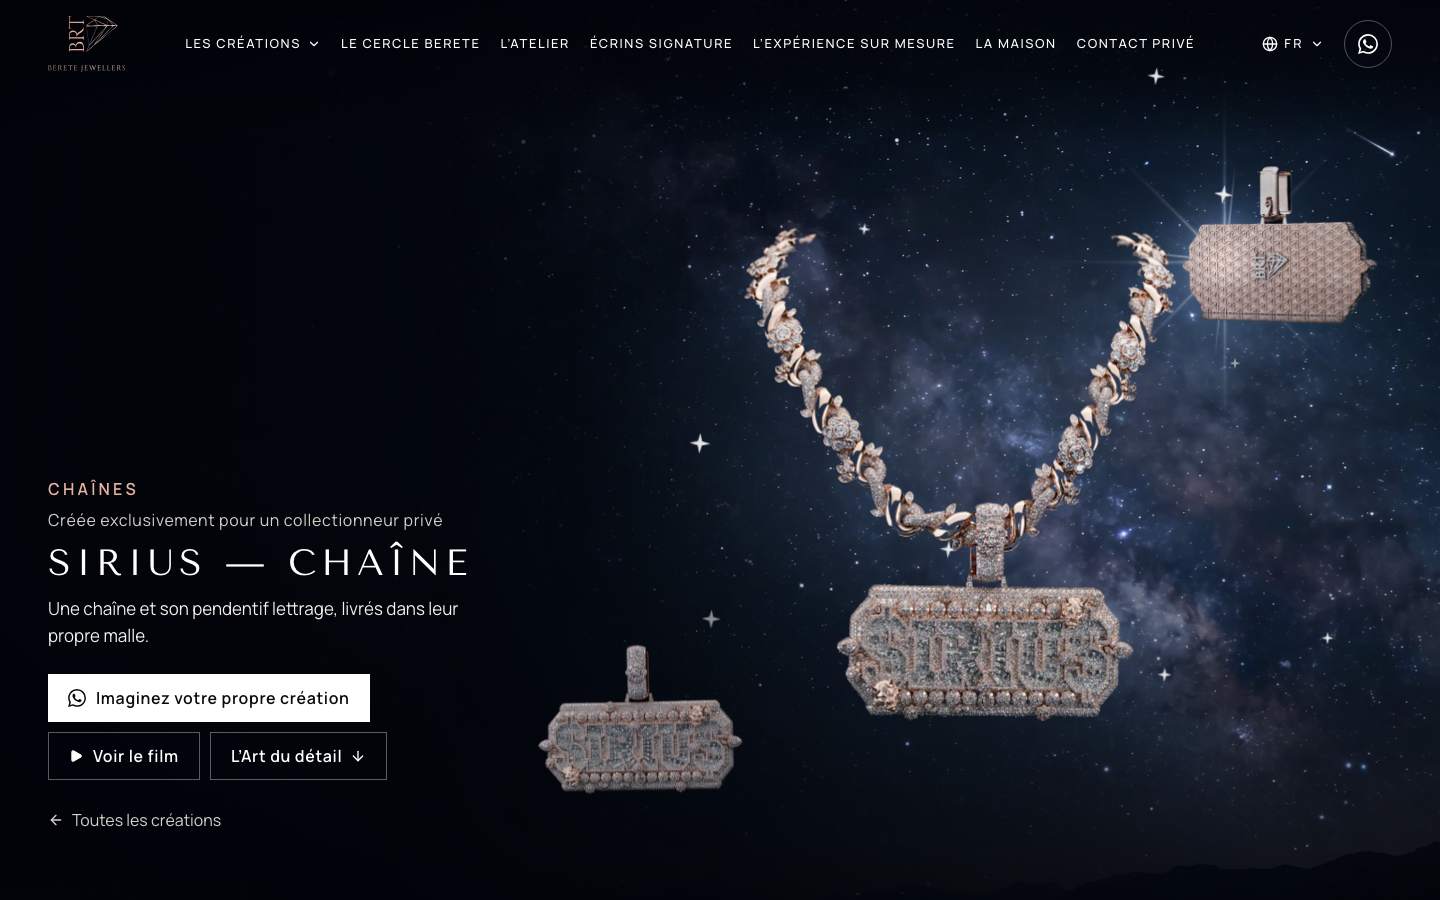 BRT
BERETE JEWELLERS
LES CRÉATIONS
LE CERCLE BERETE
L'ATELIER
ÉCRINS SIGNATURE
L'EXPÉRIENCE SUR MESURE
LA MAISON
CONTACT PRIVÉ
FR
BRT
SIRIUS
SIRIUS
CHAÎNES
Créée exclusivement pour un collectionneur privé
SIRIUS — CHAÎNE
Une chaîne et son pendentif lettrage, livrés dans leur
propre malle.
Imaginez votre propre création
Voir le film
L'Art du détail
Toutes les créations